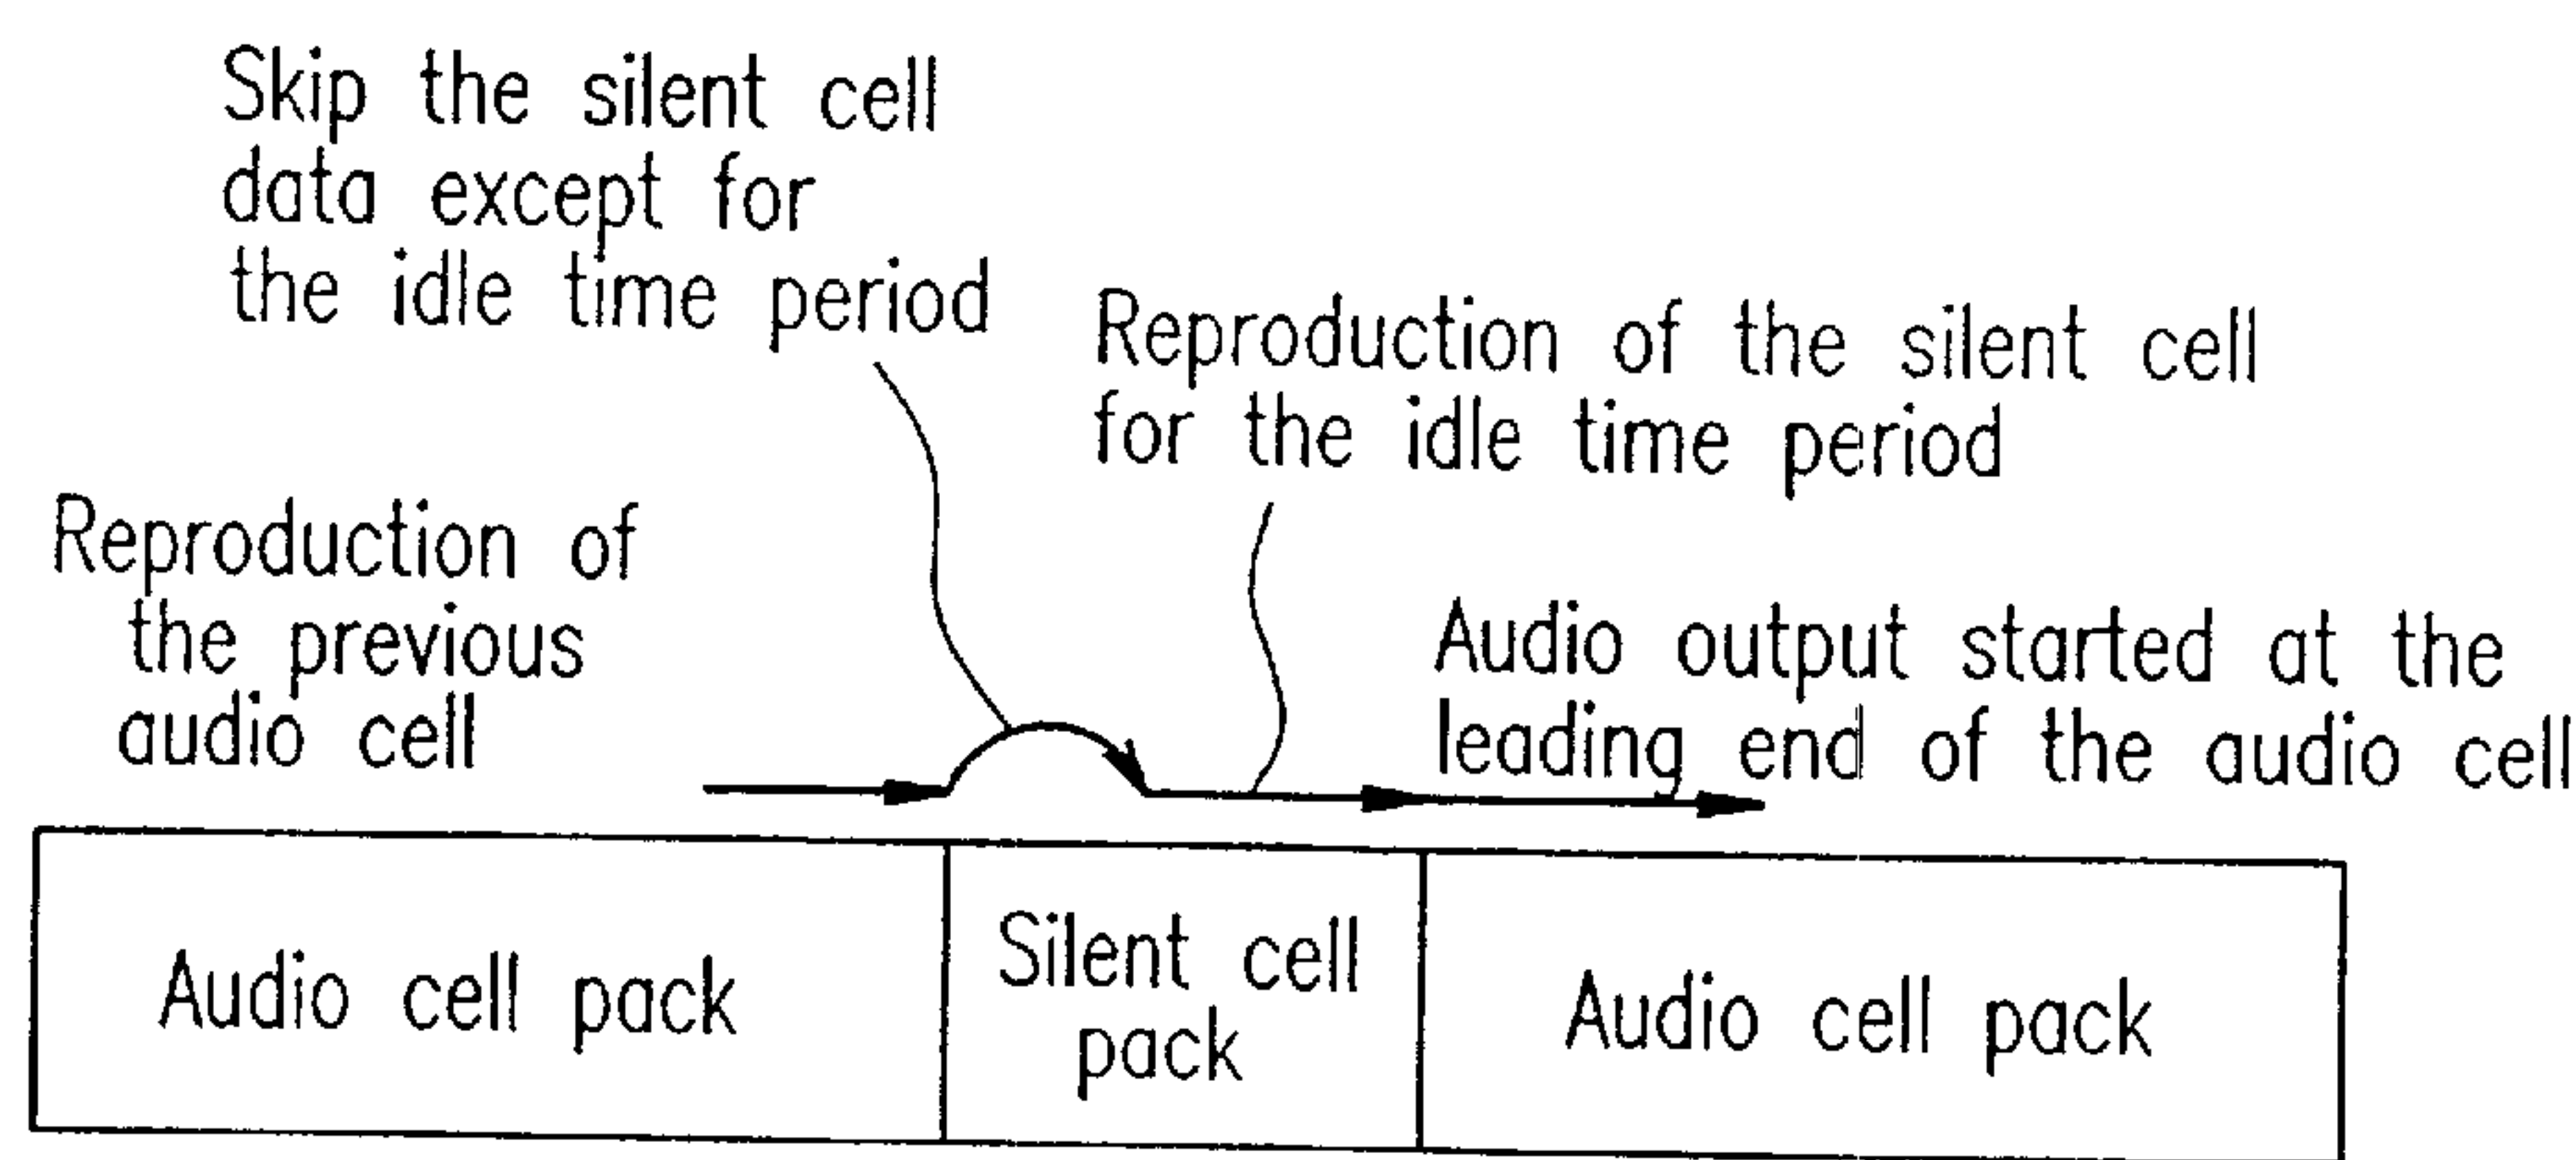 Skip the silent cell
data except for
the idle time period
Reproduction of the silent cell
for the idle time period
Reproduction of
the previous
audio cell
Audio output started at the
leading end of the audio cell
Audio cell pack
Silent cell
pack
Audio cell pack